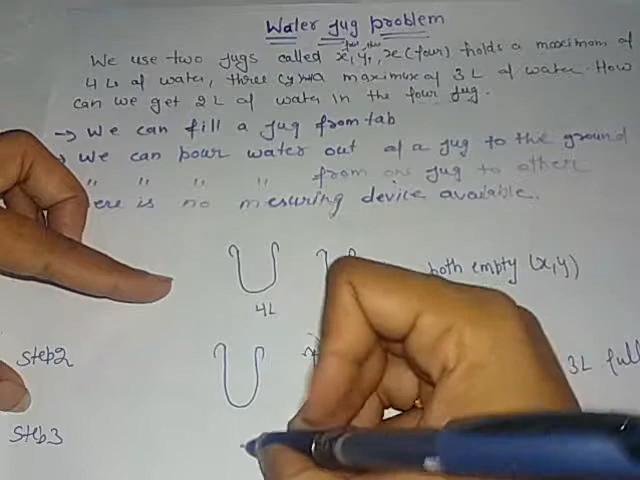 Water jug problem
We use two jugs called x, y, x (four) holds a maximum of
4 L of water, three maximum of 3 L of water. How
can we get 2 L of water in the four jug.
→ We can fill a jug from tab
We can pour water out of a jug to the ground
" " " " from one jug to other
ere is no mesuring device avaiable.
both empty (x,y)
4L
Step2
3L full
Step3